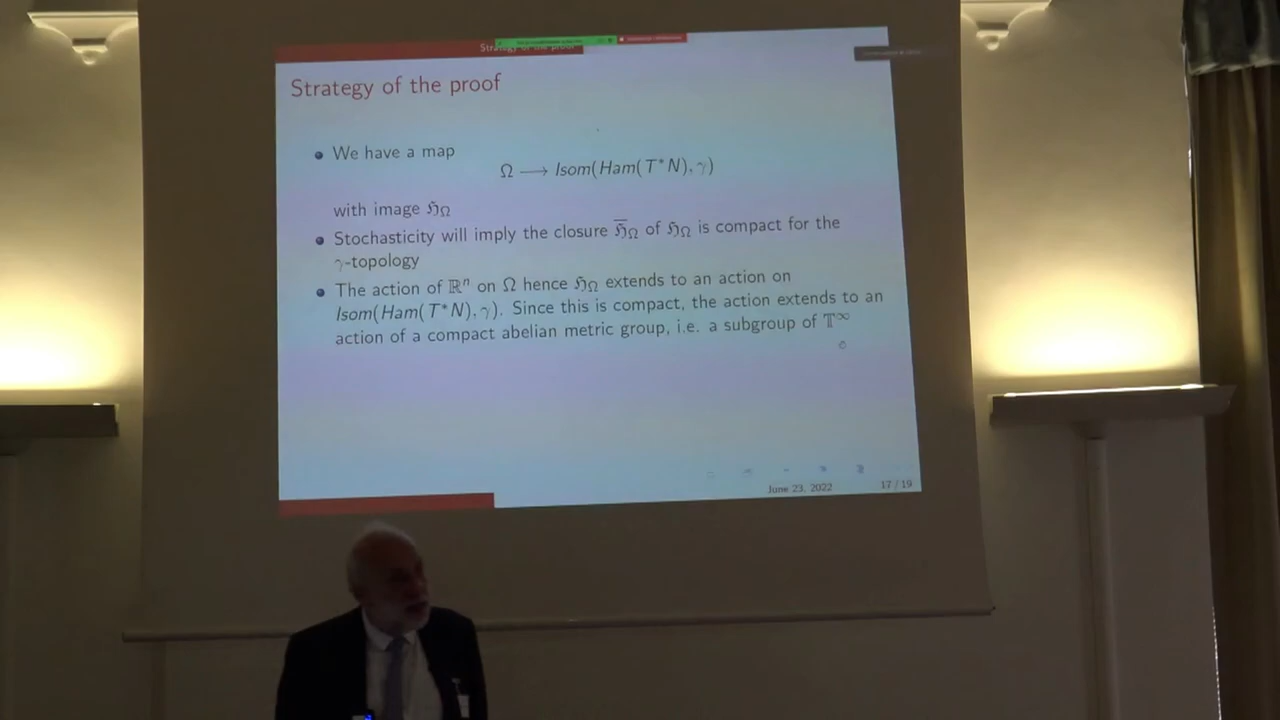 Strategy of the proof
We have a map
Ω ⟶ Isom(Ham(T*N), γ)
with image ℌ_Ω
Stochasticity will imply the closure ℌ̅_Ω of ℌ_Ω is compact for the
γ-topology
The action of ℝⁿ on Ω hence ℌ_Ω extends to an action on
Isom(Ham(T*N), γ). Since this is compact, the action extends to an
action of a compact abelian metric group, i.e. a subgroup of 𝕋^∞
June 23, 2022
17 / 19